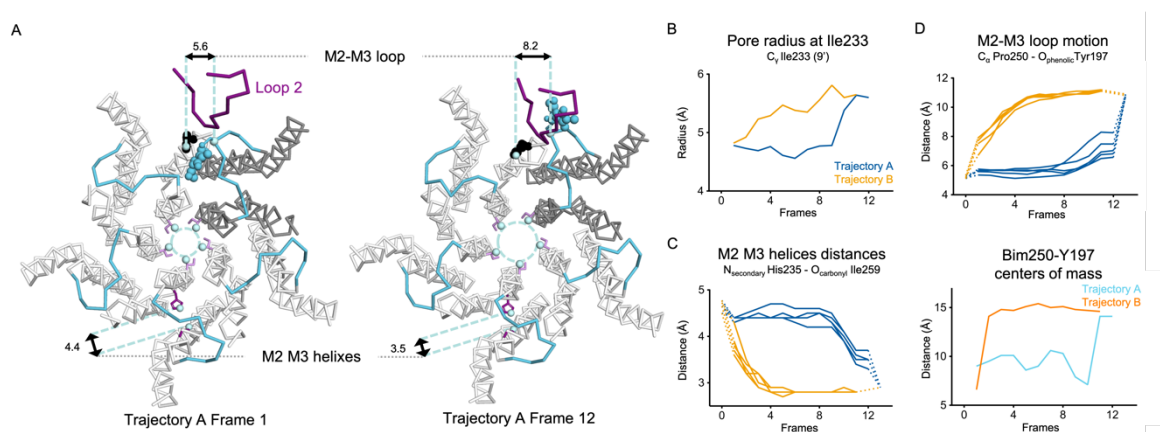 A
5.6
M2-M3 loop
8.2
Loop 2
4.4
M2 M3 helixes
3.5
Trajectory A Frame 1
Trajectory A Frame 12
B
Pore radius at Ile233
Cγ Ile233 (9')
Radius (Å)
6
5
4
0
4
8
12
Trajectory A
Trajectory B
Frames
C
M2 M3 helices distances
Nsecondary His235 - Ocarbonyl Ile259
Distance (Å)
5
4
3
0
4
8
12
Frames
D
M2-M3 loop motion
Cα Pro250 - OphenolicTyr197
Distance (Å)
12
10
8
6
4
0
4
8
12
Frames
Bim250-Y197
centers of mass
Trajectory A
Trajectory B
Distance (Å)
15
10
5
0
4
8
12
Frames